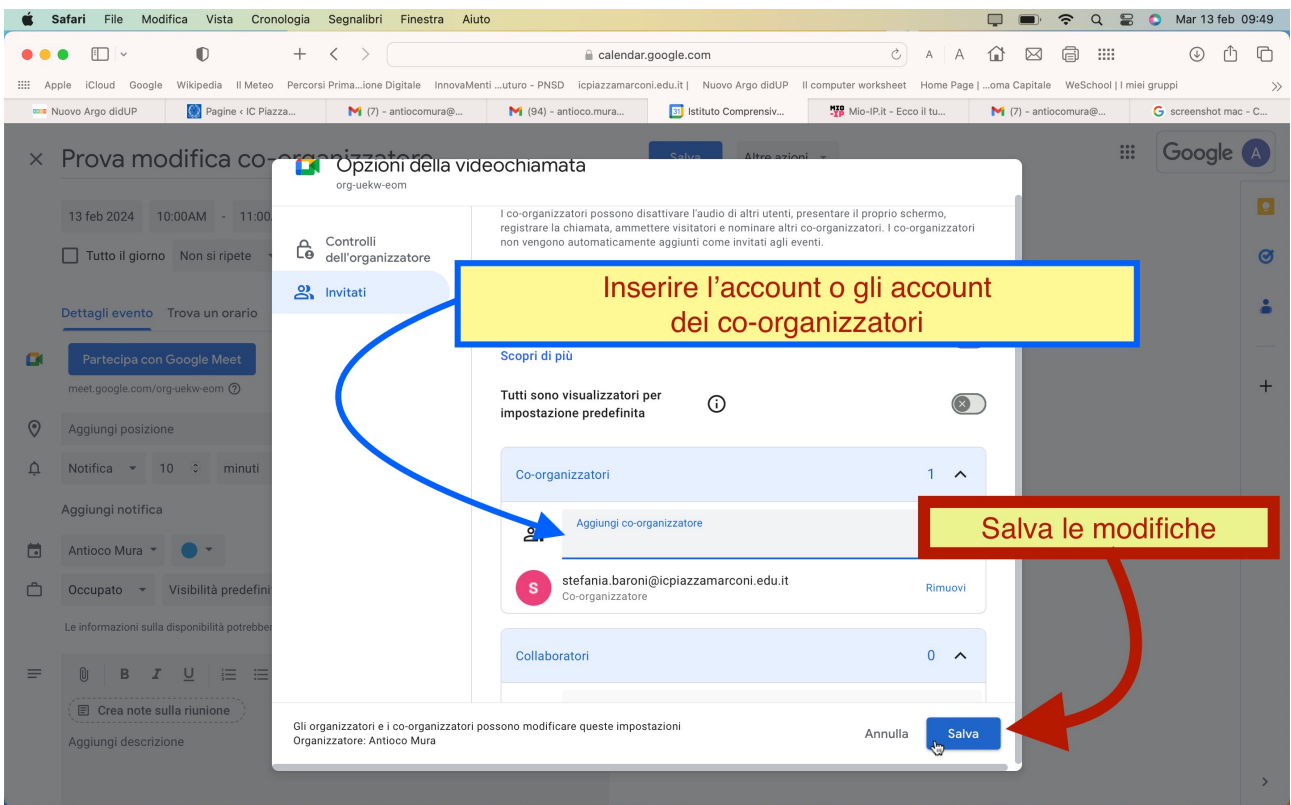 Safari File Modifica Vista Cronologia Segnalibri Finestra Aiuto
Mar 13 feb 09:49
calendar.google.com
A A
Apple iCloud Google Wikipedia Il Meteo Percorsi Prima...ione Digitale InnovaMenti ...uturo - PNSD icpiazzamarconi.edu.it | Nuovo Argo didUP Il computer worksheet Home Page | ...oma Capitale WeSchool | I miei gruppi
Nuovo Argo didUP Pagine ‹ IC Piazza... (7) - antiocomura@... (94) - antioco.mura... Istituto Comprensiv... Mio-IP.it - Ecco il tu... (7) - antiocomura@... screenshot mac - C...
Prova modifica co-organizzatore
Salva Altre azioni
Google A
Opzioni della videochiamata
org-uekw-eom
13 feb 2024 10:00AM - 11:00
Tutto il giorno Non si ripete
Dettagli evento Trova un orario
Partecipa con Google Meet
meet.google.com/org-uekw-eom
Aggiungi posizione
Notifica 10 minuti
Aggiungi notifica
Antioco Mura
Occupato Visibilità predefini
Le informazioni sulla disponibilità potrebber
B I U
Crea note sulla riunione
Aggiungi descrizione
Controlli
dell'organizzatore
Invitati
I co-organizzatori possono disattivare l'audio di altri utenti, presentare il proprio schermo,
registrare la chiamata, ammettere visitatori e nominare altri co-organizzatori. I co-organizzatori
non vengono automaticamente aggiunti come invitati agli eventi.
Inserire l'account o gli account
dei co-organizzatori
Scopri di più
Tutti sono visualizzatori per
impostazione predefinita
Co-organizzatori 1
Aggiungi co-organizzatore
Salva le modifiche
S
stefania.baroni@icpiazzamarconi.edu.it
Co-organizzatore
Rimuovi
Collaboratori 0
Gli organizzatori e i co-organizzatori possono modificare queste impostazioni
Organizzatore: Antioco Mura
Annulla Salva